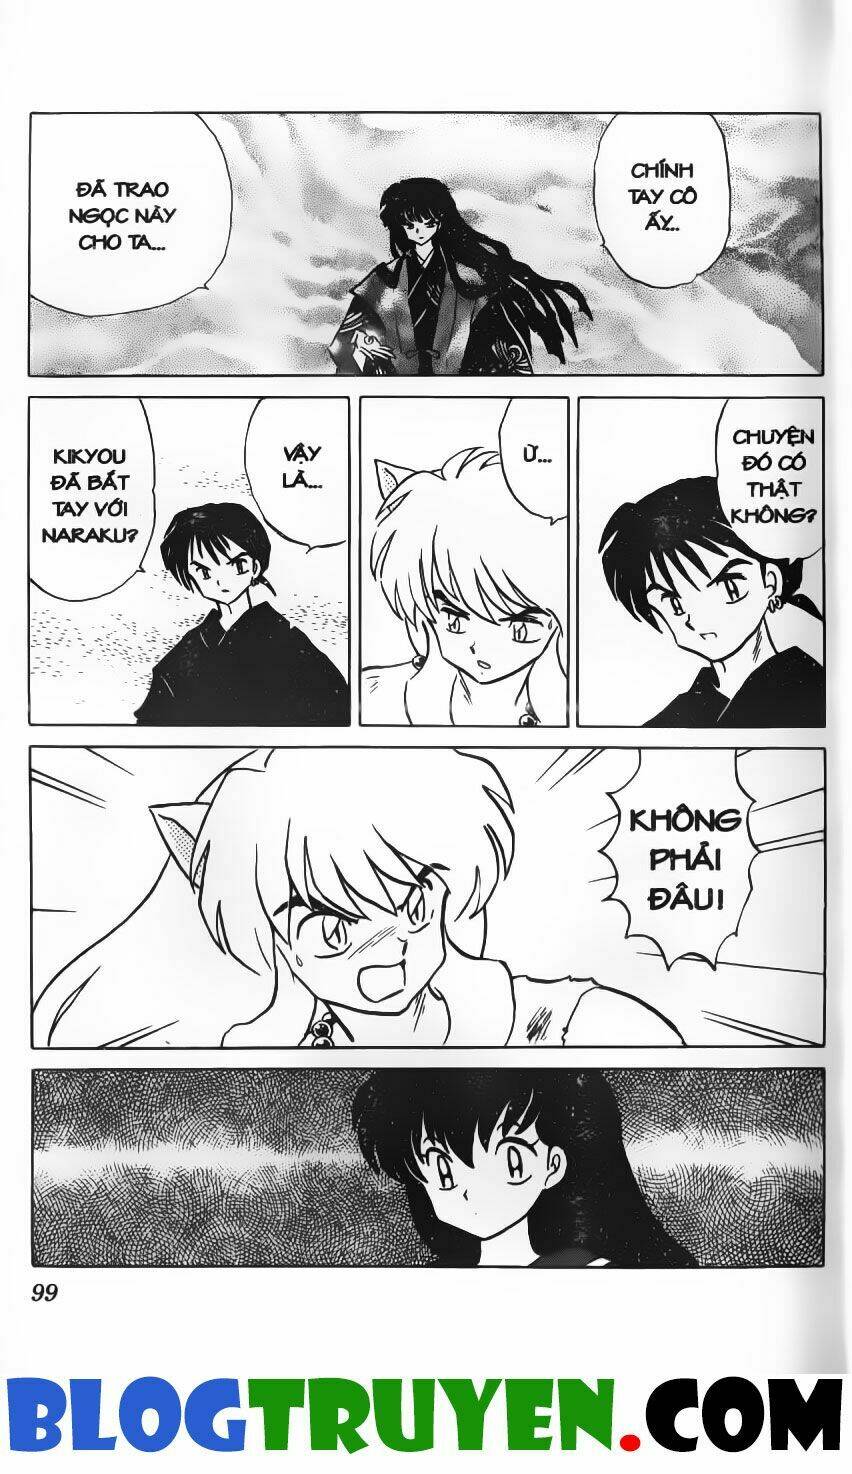 CHÍNH
TAY CÔ
ẤY...
ĐÃ TRAO
NGỌC NÀY
CHO TA...
CHUYỆN
ĐÓ CÓ
THẬT
KHÔNG?
Ừ...
VẬY
LÀ...
KIKYOU
ĐÃ BẮT
TAY VỚI
NARAKU?
KHÔNG
PHẢI
ĐÂU!
99
BLOGTRUYEN.COM